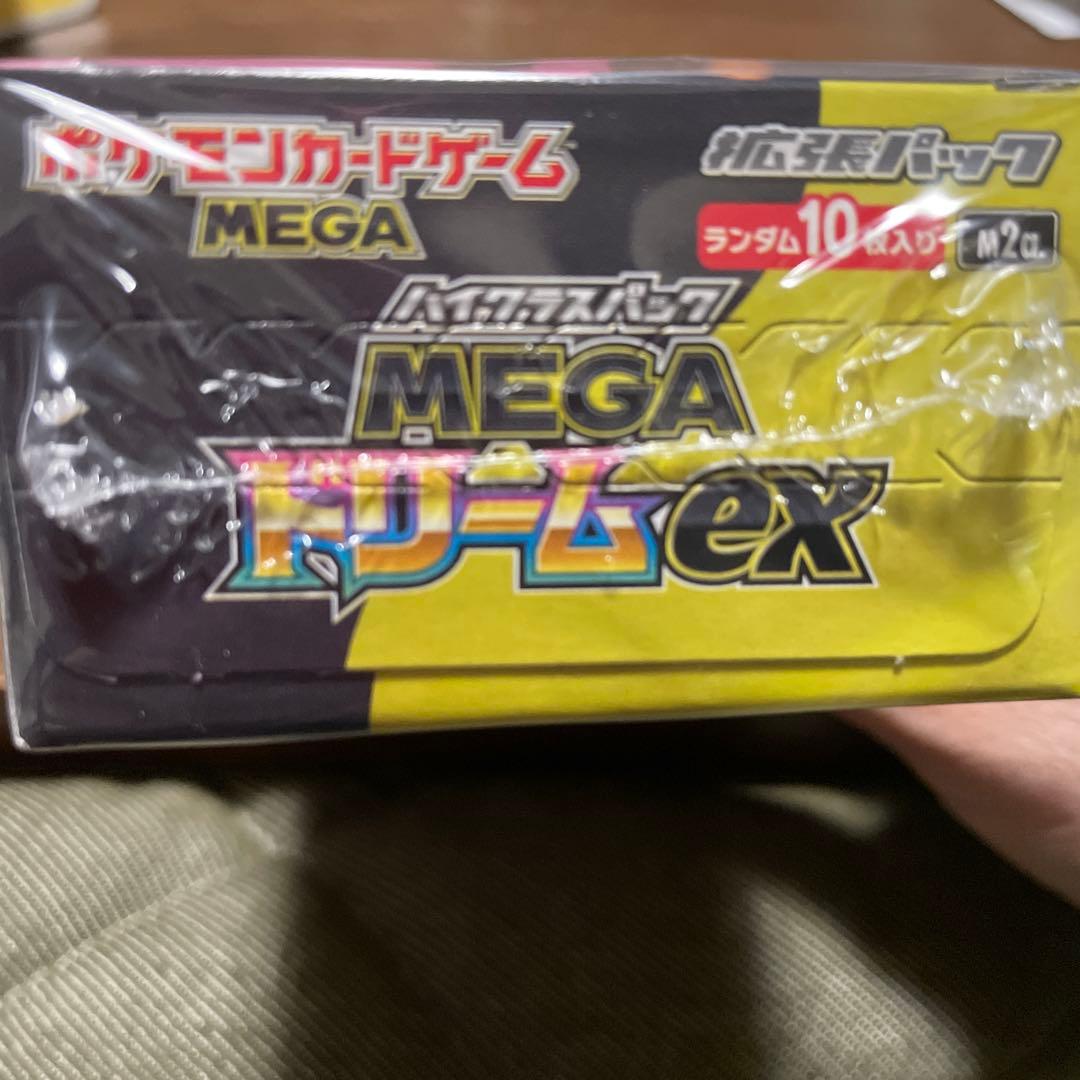 ポケモンカードゲーム
MEGA
拡張パック
ランダム10枚入り M2a
ハイクラスパック
MEGA
ドリームex